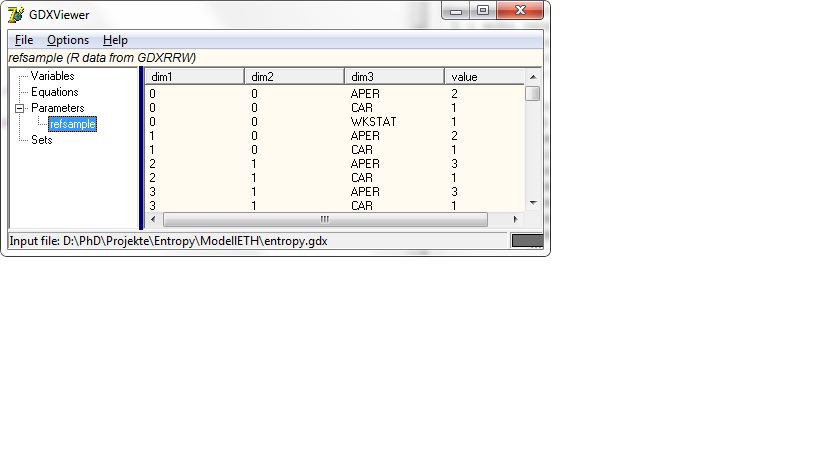 GDXViewer
File Options Help
refsample (R data from GDXRRW)
Variables
Equations
Parameters
refsample
Sets
dim1 dim2 dim3 value
0 0 APER 2
0 0 CAR 1
0 0 WKSTAT 1
1 0 APER 2
1 0 CAR 1
2 1 APER 3
2 1 CAR 1
3 1 APER 3
3 1 CAR 1
Input file: D:\PhD\Projekte\Entropy\ModellETH\entropy.gdx